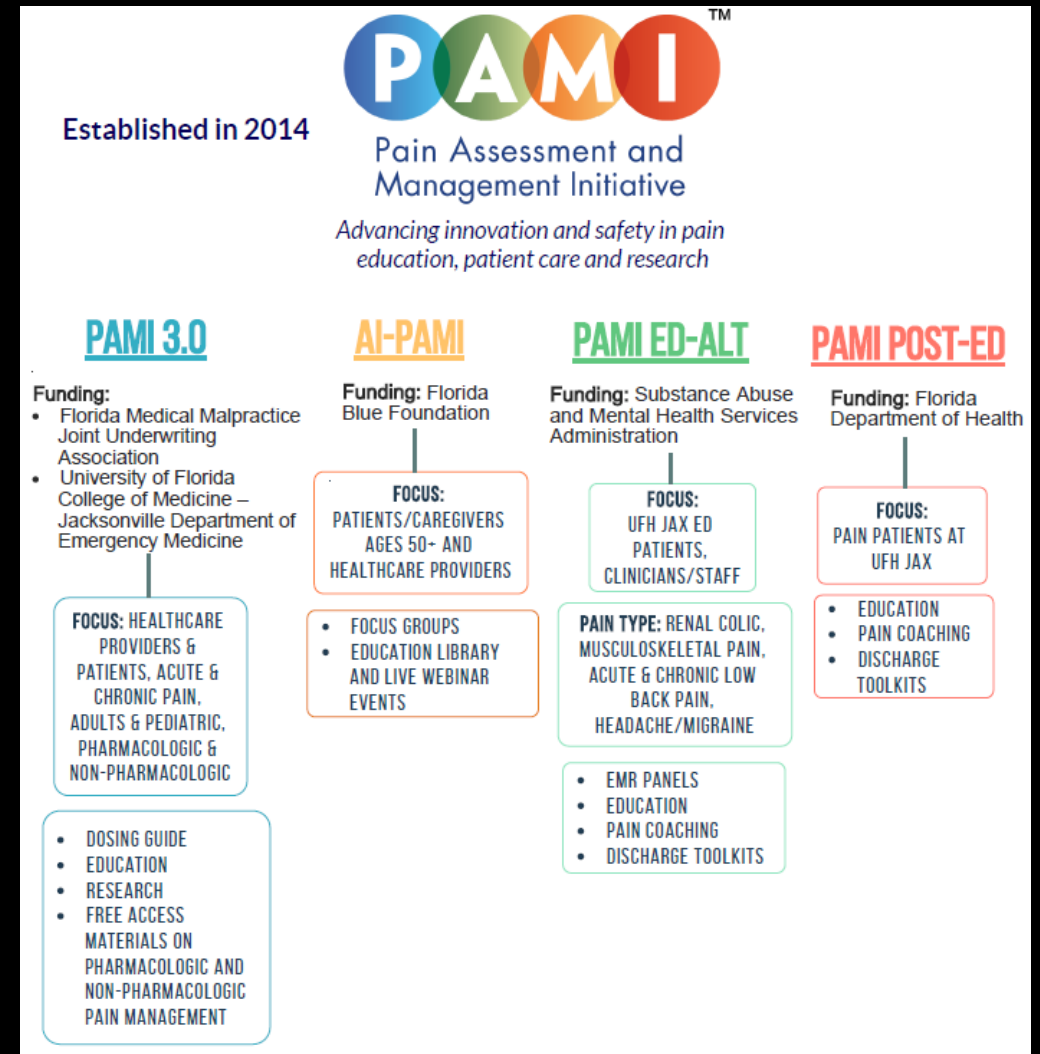 PAMI™
Established in 2014
Pain Assessment and
Management Initiative
Advancing innovation and safety in pain
education, patient care and research
PAMI 3.0
Funding:
• Florida Medical Malpractice
Joint Underwriting
Association
• University of Florida
College of Medicine –
Jacksonville Department of
Emergency Medicine
FOCUS: HEALTHCARE
PROVIDERS &
PATIENTS, ACUTE &
CHRONIC PAIN,
ADULTS & PEDIATRIC,
PHARMACOLOGIC &
NON-PHARMACOLOGIC
• DOSING GUIDE
• EDUCATION
• RESEARCH
• FREE ACCESS
MATERIALS ON
PHARMACOLOGIC AND
NON-PHARMACOLOGIC
PAIN MANAGEMENT
AI-PAMI
Funding: Florida
Blue Foundation
FOCUS:
PATIENTS/CAREGIVERS
AGES 50+ AND
HEALTHCARE PROVIDERS
• FOCUS GROUPS
• EDUCATION LIBRARY
AND LIVE WEBINAR
EVENTS
PAMI ED-ALT
Funding: Substance Abuse
and Mental Health Services
Administration
FOCUS:
UFH JAX ED
PATIENTS,
CLINICIANS/STAFF
PAIN TYPE: RENAL COLIC,
MUSCULOSKELETAL PAIN,
ACUTE & CHRONIC LOW
BACK PAIN,
HEADACHE/MIGRAINE
• EMR PANELS
• EDUCATION
• PAIN COACHING
• DISCHARGE TOOLKITS
PAMI POST-ED
Funding: Florida
Department of Health
FOCUS:
PAIN PATIENTS AT
UFH JAX
• EDUCATION
• PAIN COACHING
• DISCHARGE
TOOLKITS